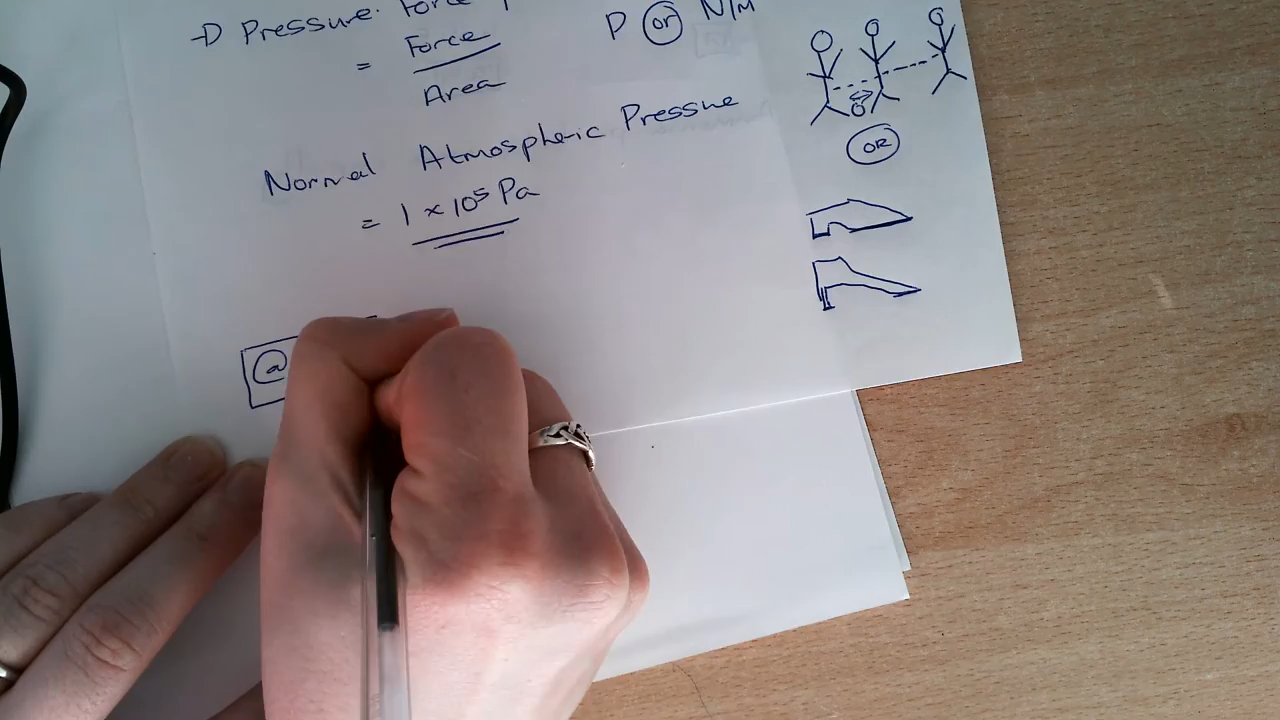 → Pressure: Force
= Force / Area
P or N/M
Normal Atmospheric Pressure
= 1 × 10⁵ Pa
OR
@